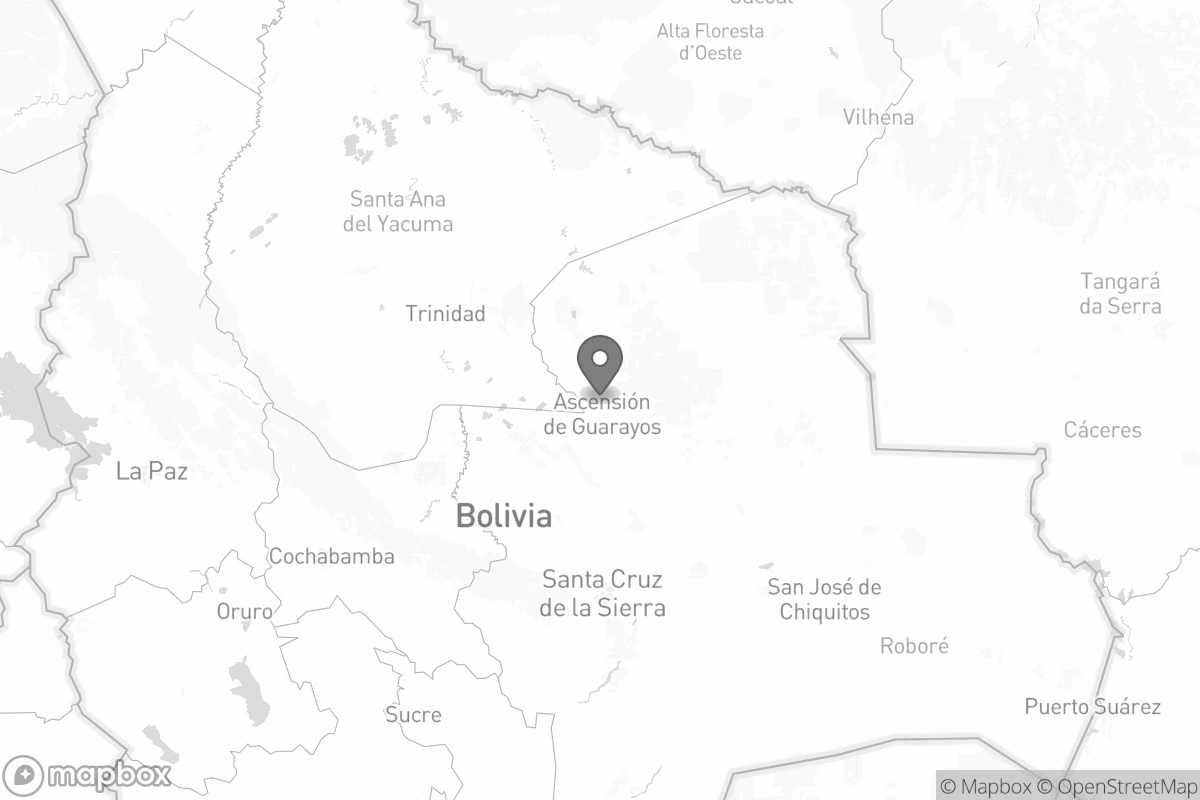 Alta Floresta
d'Oeste
Vilhena
Santa Ana
del Yacuma
Tangará
da Serra
Trinidad
Ascensión
de Guarayos
Cáceres
La Paz
Bolivia
Cochabamba
Santa Cruz
de la Sierra
San José de
Chiquitos
Oruro
Roboré
Sucre
Puerto Suárez
mapbox
© Mapbox © OpenStreetMap